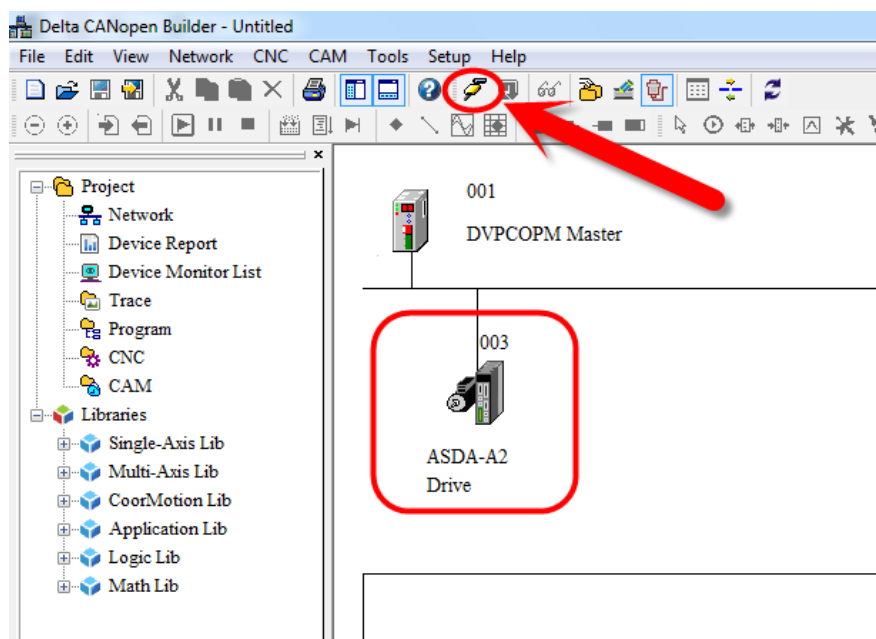 Delta CANopen Builder - Untitled
File Edit View Network CNC CAM Tools Setup Help
Project
Network
Device Report
Device Monitor List
Trace
Program
CNC
CAM
Libraries
Single-Axis Lib
Multi-Axis Lib
CoorMotion Lib
Application Lib
Logic Lib
Math Lib
001
DVPCOPM Master
003
ASDA-A2
Drive